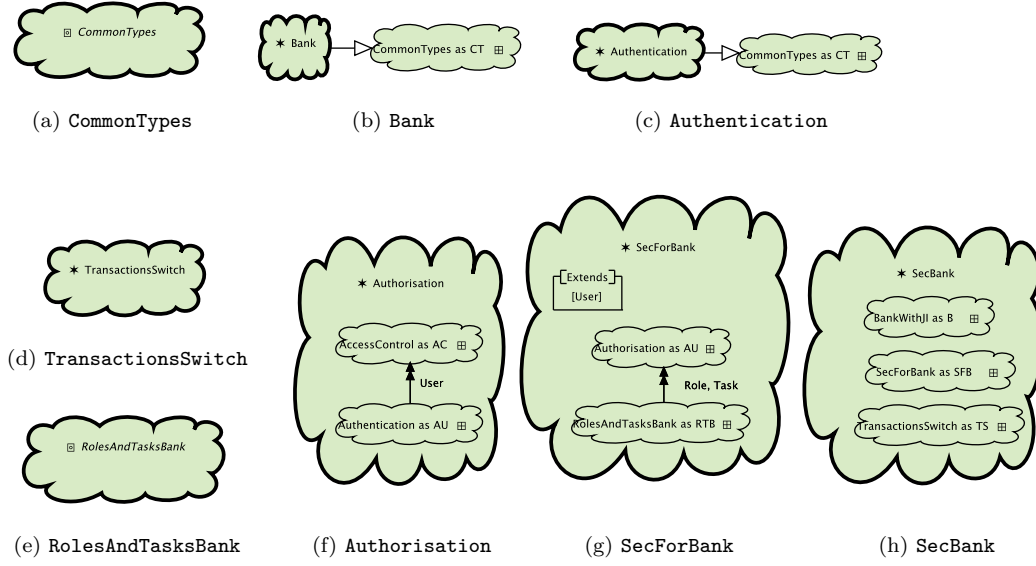 CommonTypes
Bank
CommonTypes as CT
Authentication
CommonTypes as CT
(a) CommonTypes
(b) Bank
(c) Authentication
TransactionsSwitch
(d) TransactionsSwitch
RolesAndTasksBank
(e) RolesAndTasksBank
Authorisation
AccessControl as AC
User
Authentication as AU
(f) Authorisation
SecForBank
Extends
[User]
Authorisation as AU
Role, Task
RolesAndTasksBank as RTB
(g) SecForBank
SecBank
BankWithJI as B
SecForBank as SFB
TransactionsSwitch as TS
(h) SecBank